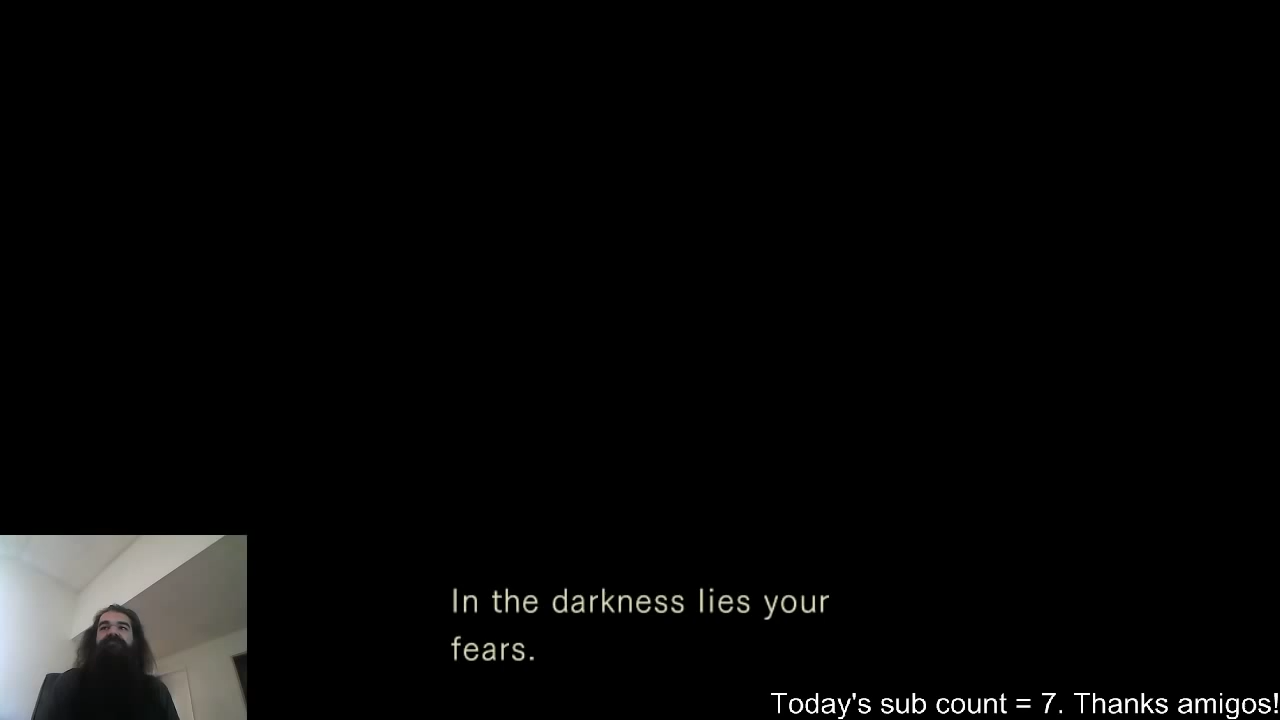 In the darkness lies your
fears.
Today's sub count = 7. Thanks amigos!